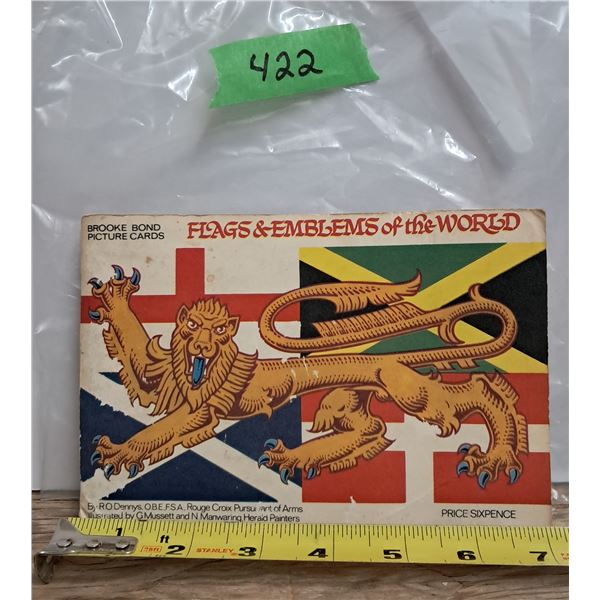 422
BROOKE BOND
PICTURE CARDS
FLAGS & EMBLEMS of the WORLD
By R.O. Dennys, O.B.E., F.S.A., Rouge Croix Pursuivant of Arms
Illustrated by G. Mussett and N. Manwaring, Herald Painters
PRICE SIXPENCE
1 ft 2 STANLEY 3 4 5 6 7